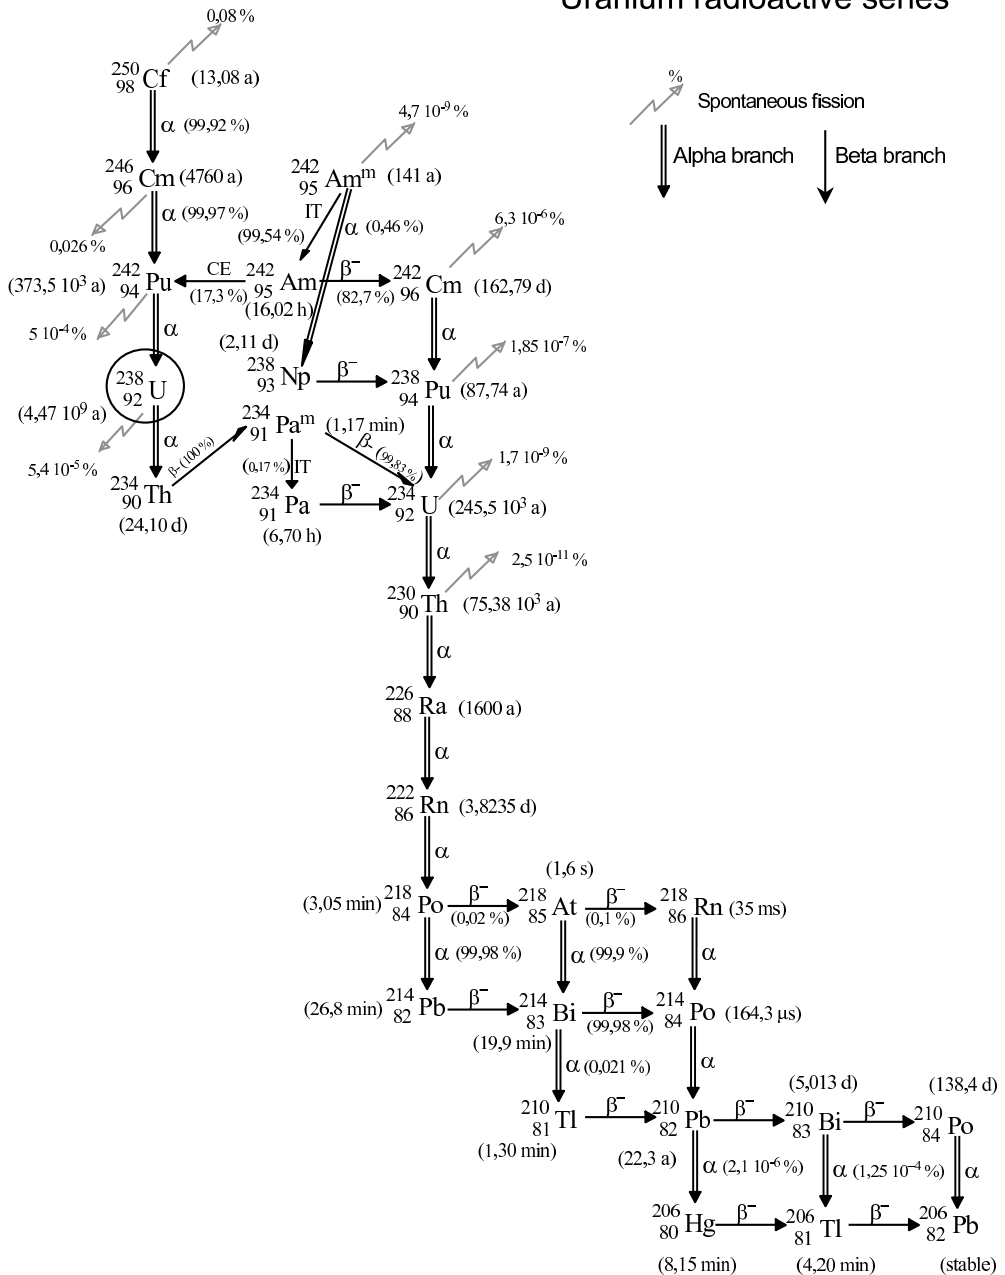 Uranium radioactive series
0,08 %
250
98 Cf (13,08 a)
%
Spontaneous fission
α (99,92 %)
4,7 10-9 %
Alpha branch
Beta branch
246
96 Cm (4760 a)
242
95 Amm (141 a)
α (99,97 %)
IT
(99,54 %)
α (0,46 %)
6,3 10-6 %
0,026 %
(373,5 103 a)
242
94 Pu
CE
(17,3 %)
242
95 Am
(16,02 h)
β−
(82,7 %)
242
96 Cm (162,79 d)
5 10-4 %
α
α
1,85 10-7 %
(2,11 d)
238
92 U
(4,47 109 a)
238
93 Np
β−
238
94 Pu (87,74 a)
234
91 Pam (1,17 min)
5,4 10-5 %
α
β- (100%)
(0,17 %) IT
β- (99,83%)
α
1,7 10-9 %
234
90 Th
(24,10 d)
234
91 Pa
(6,70 h)
β−
234
92 U (245,5 103 a)
α
2,5 10-11 %
230
90 Th (75,38 103 a)
α
226
88 Ra (1600 a)
α
222
86 Rn (3,8235 d)
α
(1,6 s)
(3,05 min)
218
84 Po
β−
(0,02 %)
218
85 At
β−
(0,1 %)
218
86 Rn (35 ms)
α (99,98 %)
α (99,9 %)
α
(26,8 min)
214
82 Pb
β−
214
83 Bi
(19,9 min)
β−
(99,98 %)
214
84 Po (164,3 µs)
α (0,021 %)
α
(5,013 d)
(138,4 d)
210
81 Tl
(1,30 min)
β−
210
82 Pb
(22,3 a)
β−
210
83 Bi
β−
210
84 Po
α (2,1 10-6 %)
α (1,25 10−4 %)
α
206
80 Hg
(8,15 min)
β−
206
81 Tl
(4,20 min)
β−
206
82 Pb
(stable)